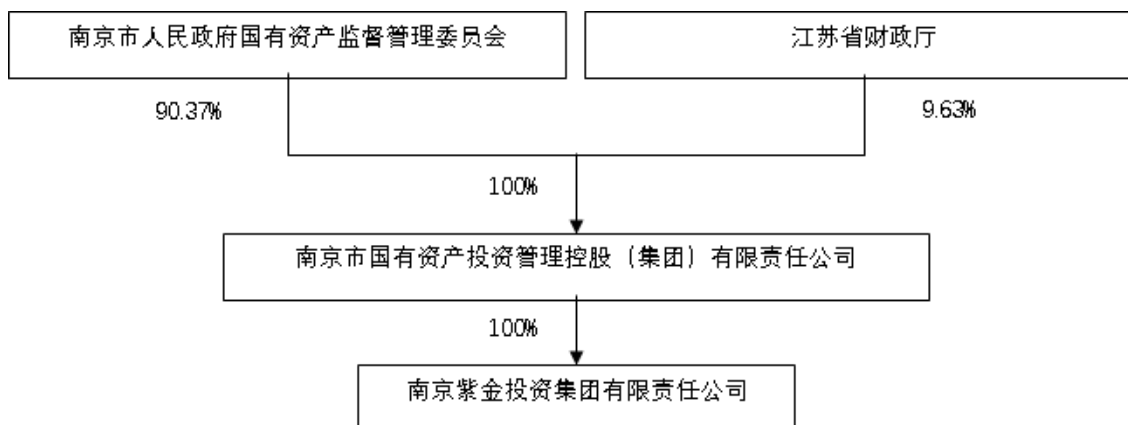 南京市人民政府国有资产监督管理委员会
江苏省财政厅
90.37%
9.63%
100%
南京市国有资产投资管理控股（集团）有限责任公司
100%
南京紫金投资集团有限责任公司